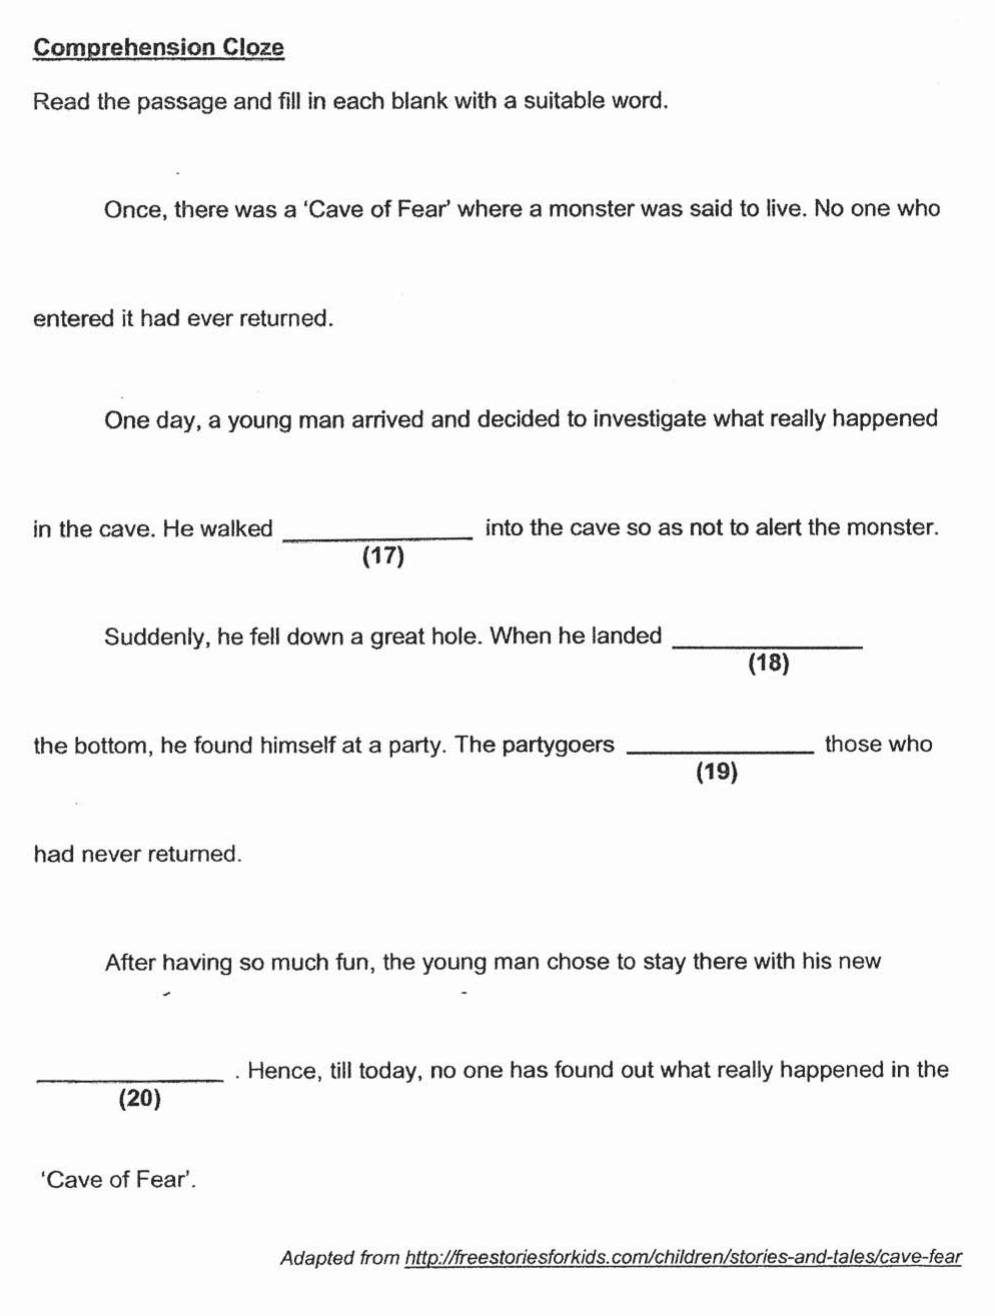 Comprehension Cloze
Read the passage and fill in each blank with a suitable word.
Once, there was a ‘Cave of Fear’ where a monster was said to live. No one who
entered it had ever returned.
One day, a young man arrived and decided to investigate what really happened
in the cave. He walked ______________ into the cave so as not to alert the monster.
(17)
Suddenly, he fell down a great hole. When he landed ______________
(18)
the bottom, he found himself at a party. The partygoers ______________ those who
(19)
had never returned.
After having so much fun, the young man chose to stay there with his new
______________ . Hence, till today, no one has found out what really happened in the
(20)
‘Cave of Fear’.
Adapted from http://freestoriesforkids.com/children/stories-and-tales/cave-fear